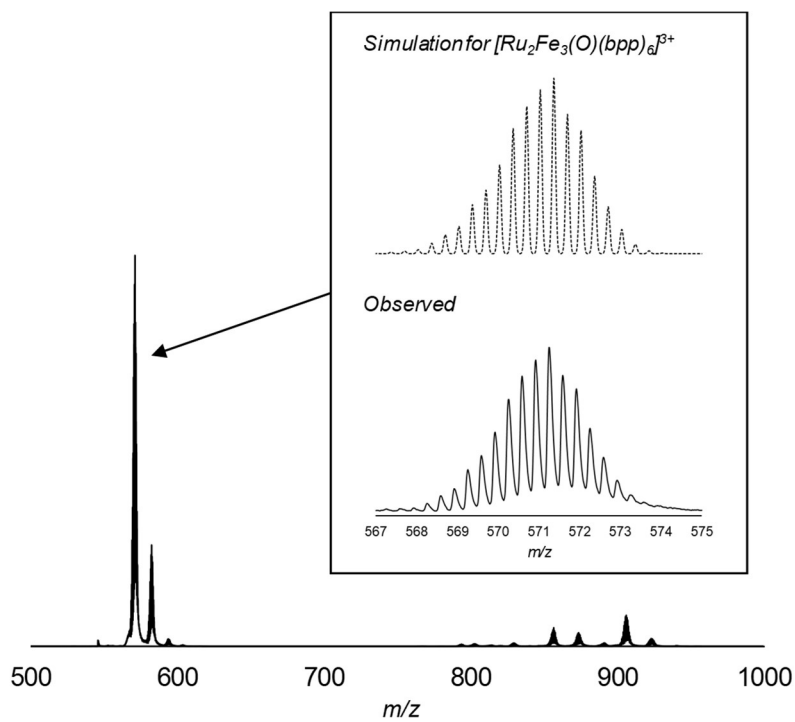 Simulation for [Ru2Fe3(O)(bpp)6]3+
Observed
567 568 569 570 571 572 573 574 575
m/z
500 600 700 800 900 1000
m/z